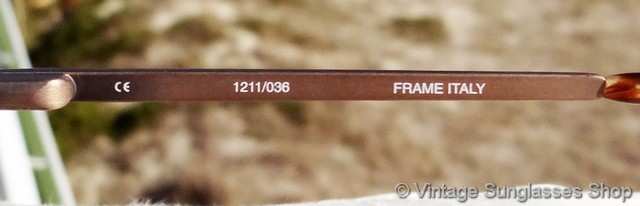 CE 1211/036 FRAME ITALY
© Vintage Sunglasses Shop